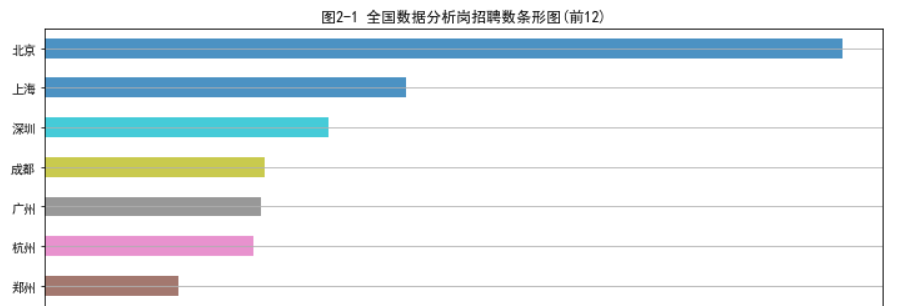 图2-1 全国数据分析岗招聘数条形图(前12)
北京
上海
深圳
成都
广州
杭州
郑州